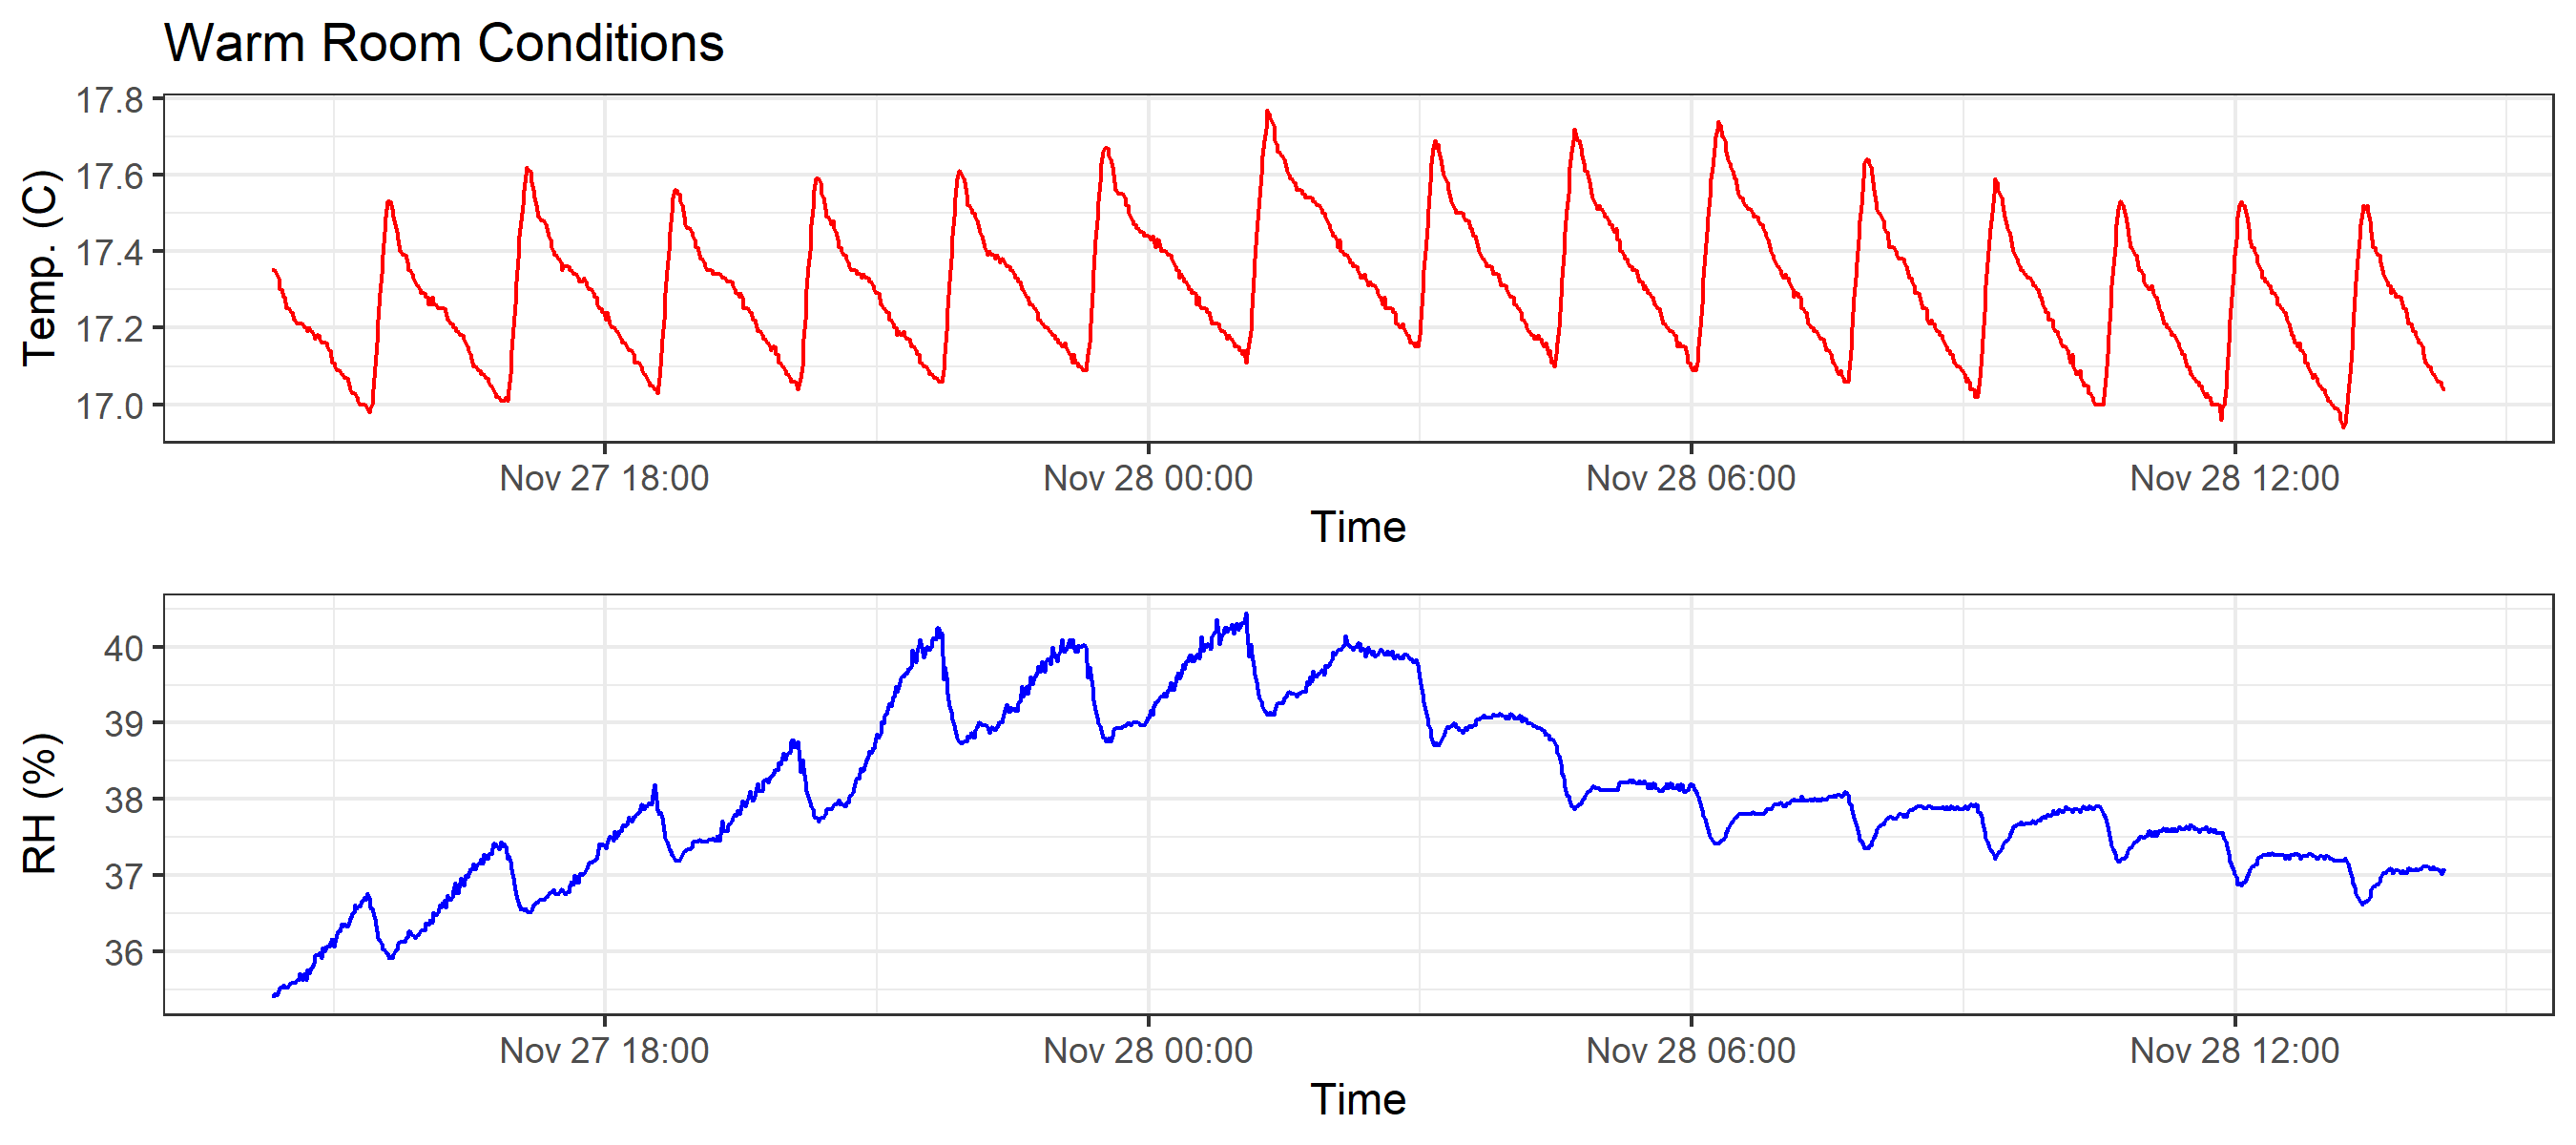 Warm Room Conditions
17.8
17.6
17.4
17.2
17.0
Temp. (C)
Nov 27 18:00 Nov 28 00:00 Nov 28 06:00 Nov 28 12:00
Time
40
39
38
37
36
RH (%)
Nov 27 18:00 Nov 28 00:00 Nov 28 06:00 Nov 28 12:00
Time